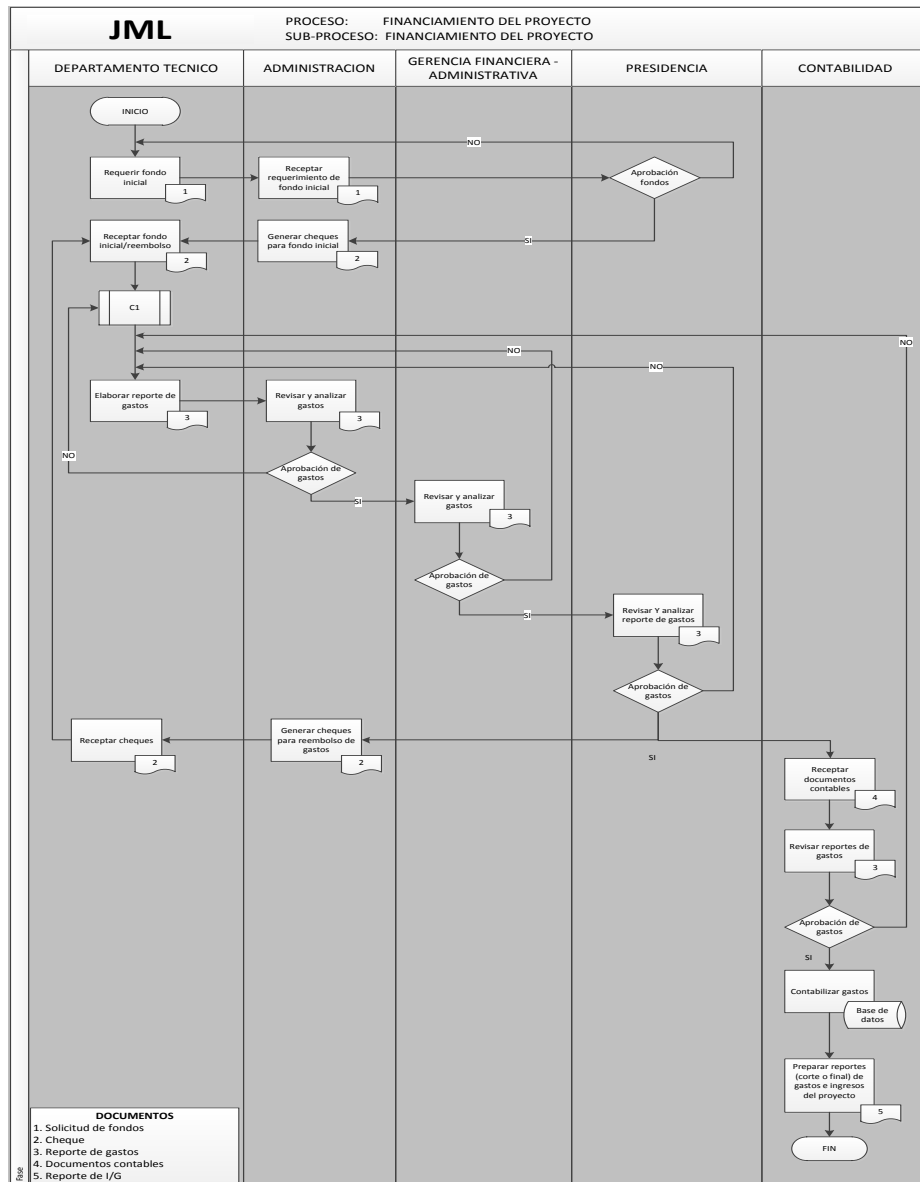 JML
PROCESO: FINANCIAMIENTO DEL PROYECTO
SUB-PROCESO: FINANCIAMIENTO DEL PROYECTO
DEPARTAMENTO TECNICO
ADMINISTRACION
GERENCIA FINANCIERA -
ADMINISTRATIVA
PRESIDENCIA
CONTABILIDAD
INICIO
NO
Requerir fondo
inicial
1
Receptar
requerimiento de
fondo inicial
1
Aprobación
fondos
Receptar fondo
inicial/reembolso
2
Generar cheques
para fondo inicial
2
SI
C1
NO
NO
NO
Elaborar reporte de
gastos
3
Revisar y analizar
gastos
3
NO
Aprobación de
gastos
SI
Revisar y analizar
gastos
3
Aprobación de
gastos
SI
Revisar Y analizar
reporte de gastos
3
Aprobación de
gastos
Receptar cheques
2
Generar cheques
para reembolso de
gastos
2
SI
Receptar
documentos
contables
4
Revisar reportes de
gastos
3
Aprobación de
gastos
SI
Contabilizar gastos
Base de
datos
Preparar reportes
(corte o final) de
gastos e ingresos
del proyecto
5
FIN
DOCUMENTOS
1. Solicitud de fondos
2. Cheque
3. Reporte de gastos
4. Documentos contables
5. Reporte de I/G
Fase